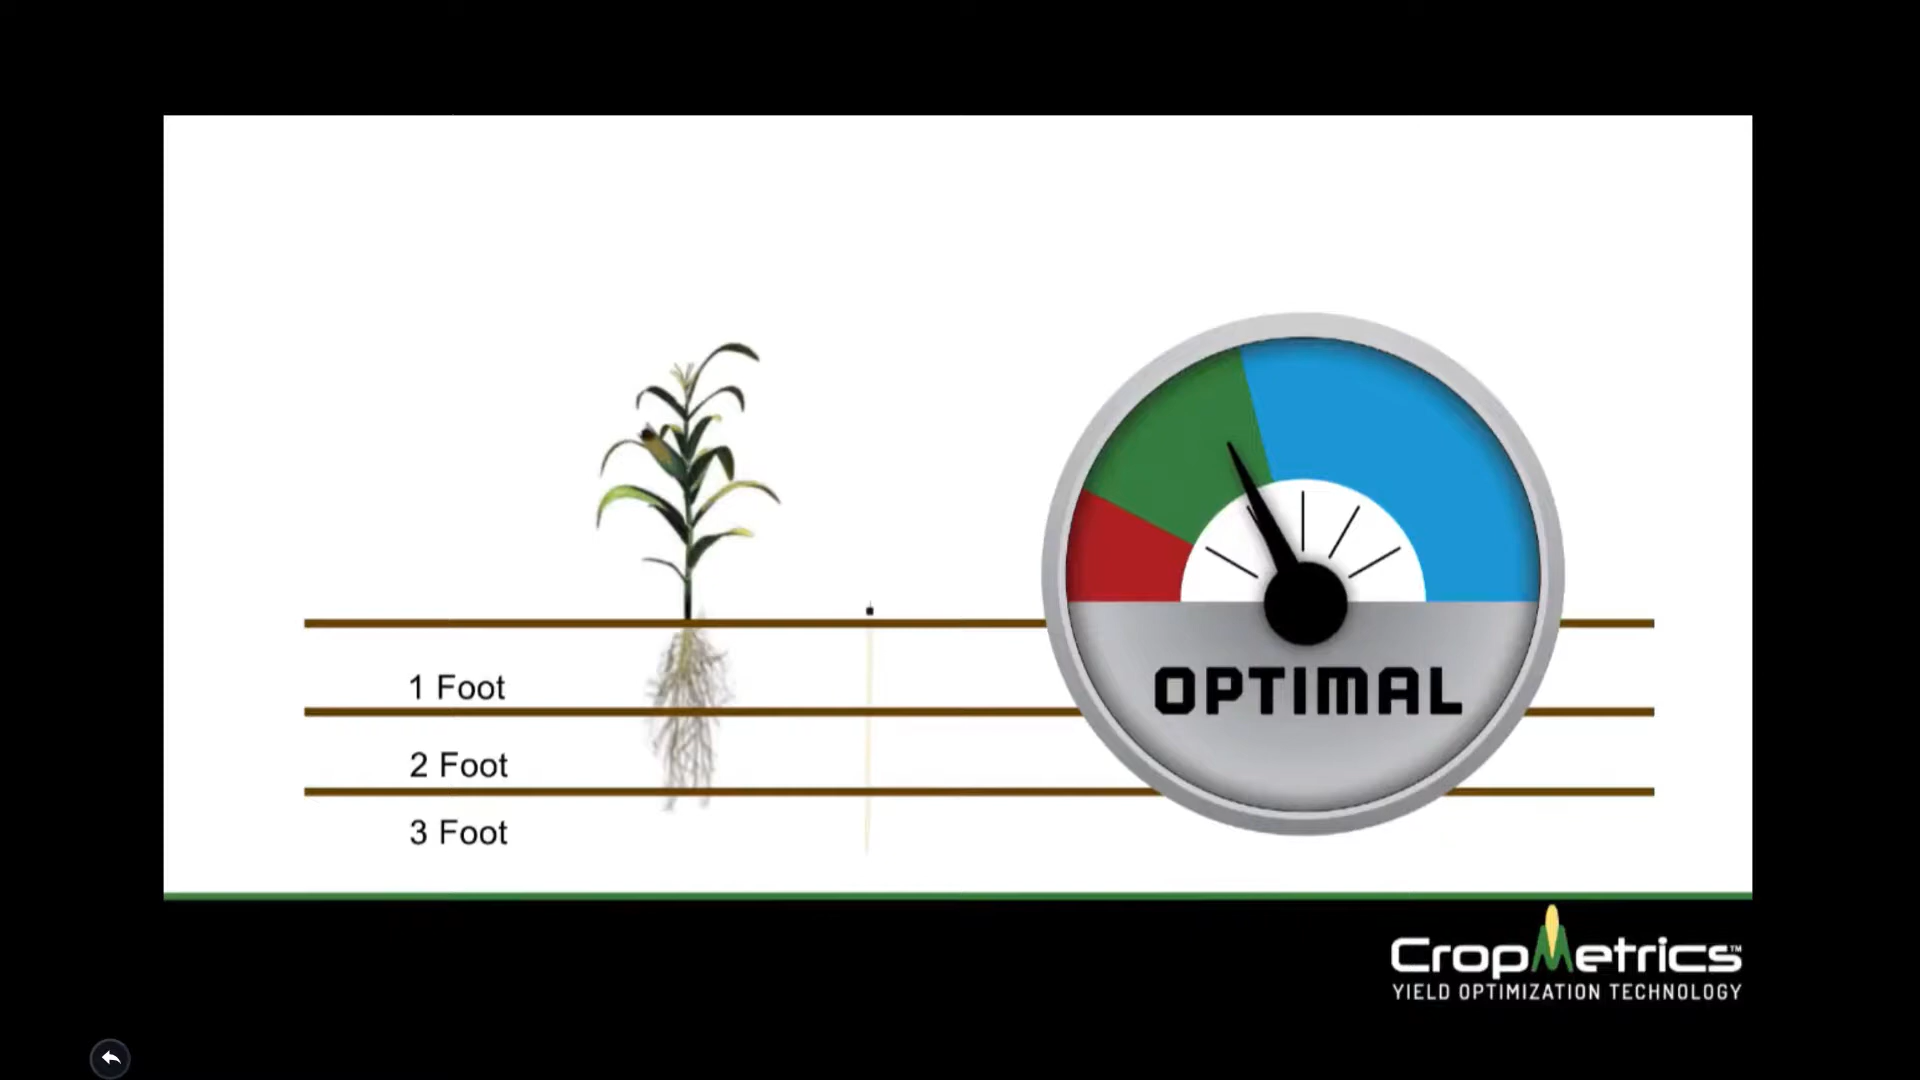 1 Foot
2 Foot
3 Foot
OPTIMAL
CropMetrics™
YIELD OPTIMIZATION TECHNOLOGY